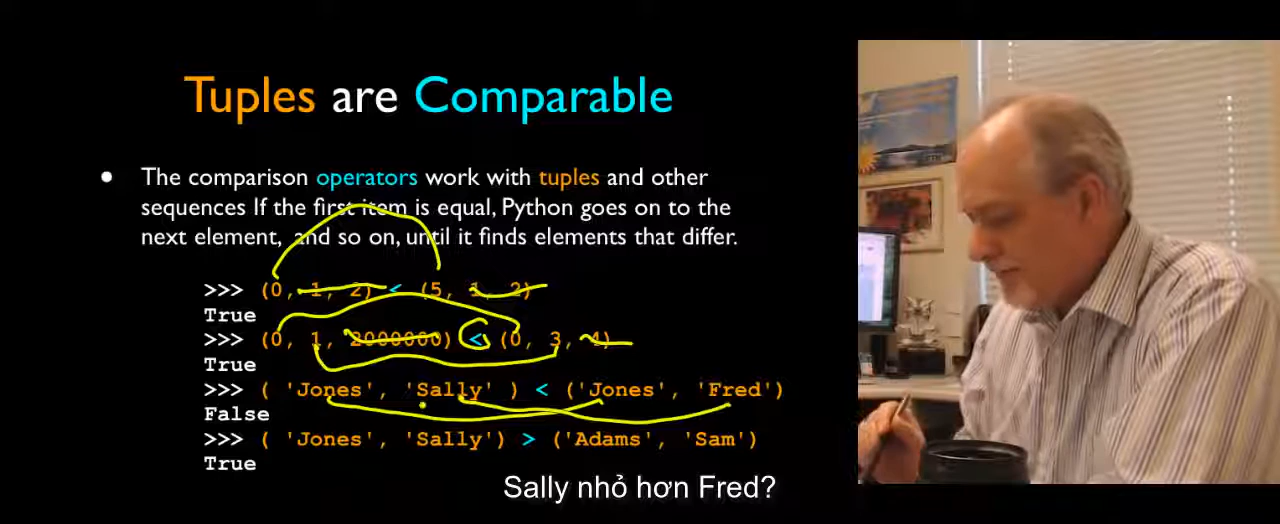 Tuples are Comparable
• The comparison operators work with tuples and other
sequences If the first item is equal, Python goes on to the
next element, and so on, until it finds elements that differ.
>>> (0, 1, 2) < (5, 1, 2)
True
>>> (0, 1, 2000000) < (0, 3, 4)
True
>>> ( 'Jones', 'Sally' ) < ('Jones', 'Fred')
False
>>> ( 'Jones', 'Sally') > ('Adams', 'Sam')
True
Sally nhỏ hơn Fred?